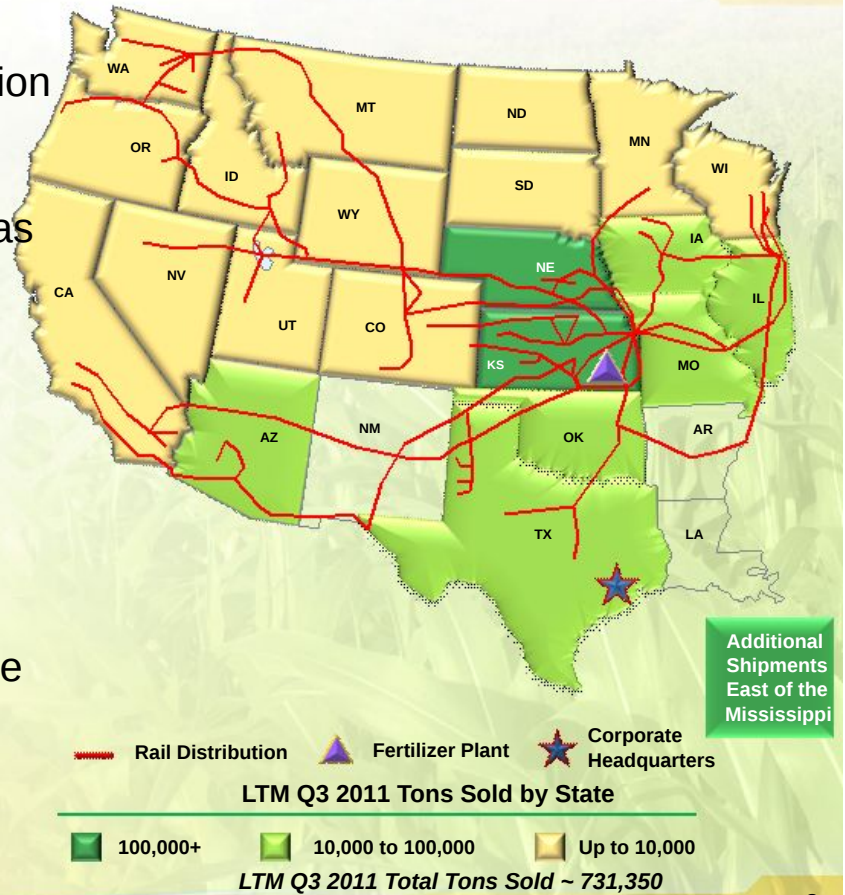 WA
ion
MT
ND
MN
OR
WI
ID
SD
WY
as
IA
NE
NV
CA
IL
UT
CO
KS
MO
NM
AR
AZ
OK
TX
LA
Additional
Shipments
East of the
Mississippi
e
Rail Distribution
Fertilizer Plant
Corporate
Headquarters
LTM Q3 2011 Tons Sold by State
100,000+
10,000 to 100,000
Up to 10,000
LTM Q3 2011 Total Tons Sold ~ 731,350